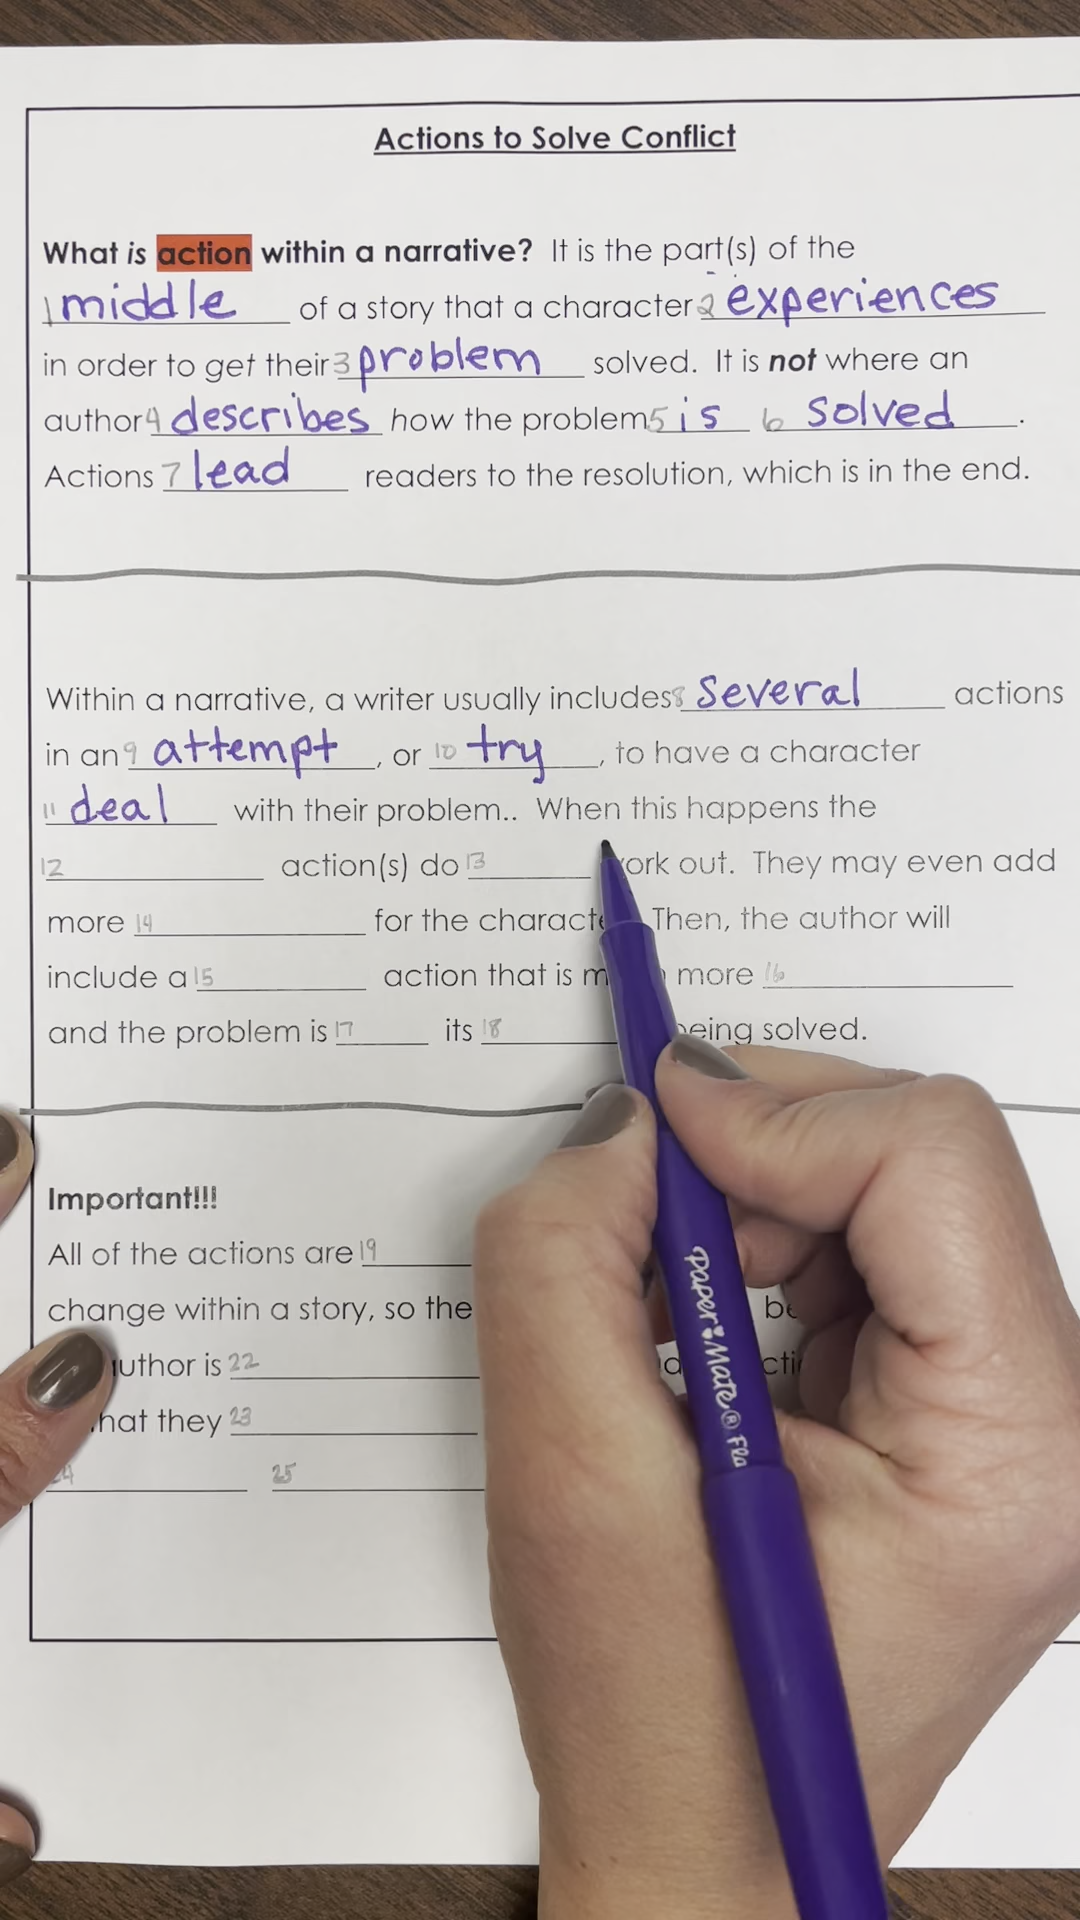 Actions to Solve Conflict
What is action within a narrative? It is the part(s) of the
1 middle of a story that a character 2 experiences
in order to get their 3 problem solved. It is not where an
author 4 describes how the problem 5 is 6 solved.
Actions 7 lead readers to the resolution, which is in the end.
Within a narrative, a writer usually includes 8 several actions
in an 9 attempt, or 10 try, to have a character
11 deal with their problem.. When this happens the
12 action(s) do 13 ork out. They may even add
more 14 for the characte Then, the author will
include a 15 action that is m more 16
and the problem is 17 its 18 eing solved.
Important!!!
All of the actions are 19
change within a story, so the be
uthor is 22 cti
hat they 23
4 25
Paper Mate® Fla